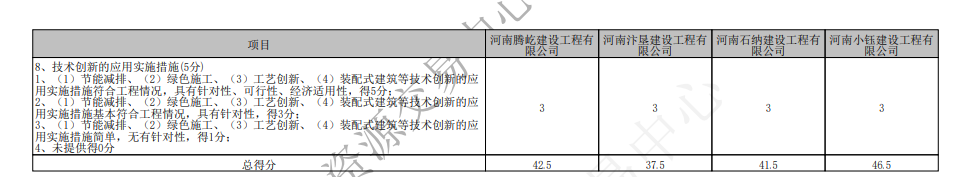 项目
河南腾屹建设工程有限公司
河南汴垦建设工程有限公司
河南石纳建设工程有限公司
河南小钰建设工程有限公司
8、技术创新的应用实施措施(5分)
1、（1）节能减排、（2）绿色施工、（3）工艺创新、（4）装配式建筑等技术创新的应
用实施措施符合工程情况，具有针对性、可行性、经济适用性，得5分；
2、（1）节能减排、（2）绿色施工、（3）工艺创新、（4）装配式建筑等技术创新的应
用实施措施基本符合工程情况，具有针对性，得3分；
3、（1）节能减排、（2）绿色施工、（3）工艺创新、（4）装配式建筑等技术创新的应
用实施措施简单，无有针对性，得1分；
4、未提供得0分
3
3
3
3
总得分
42.5
37.5
41.5
46.5
资源交易中心
易中心